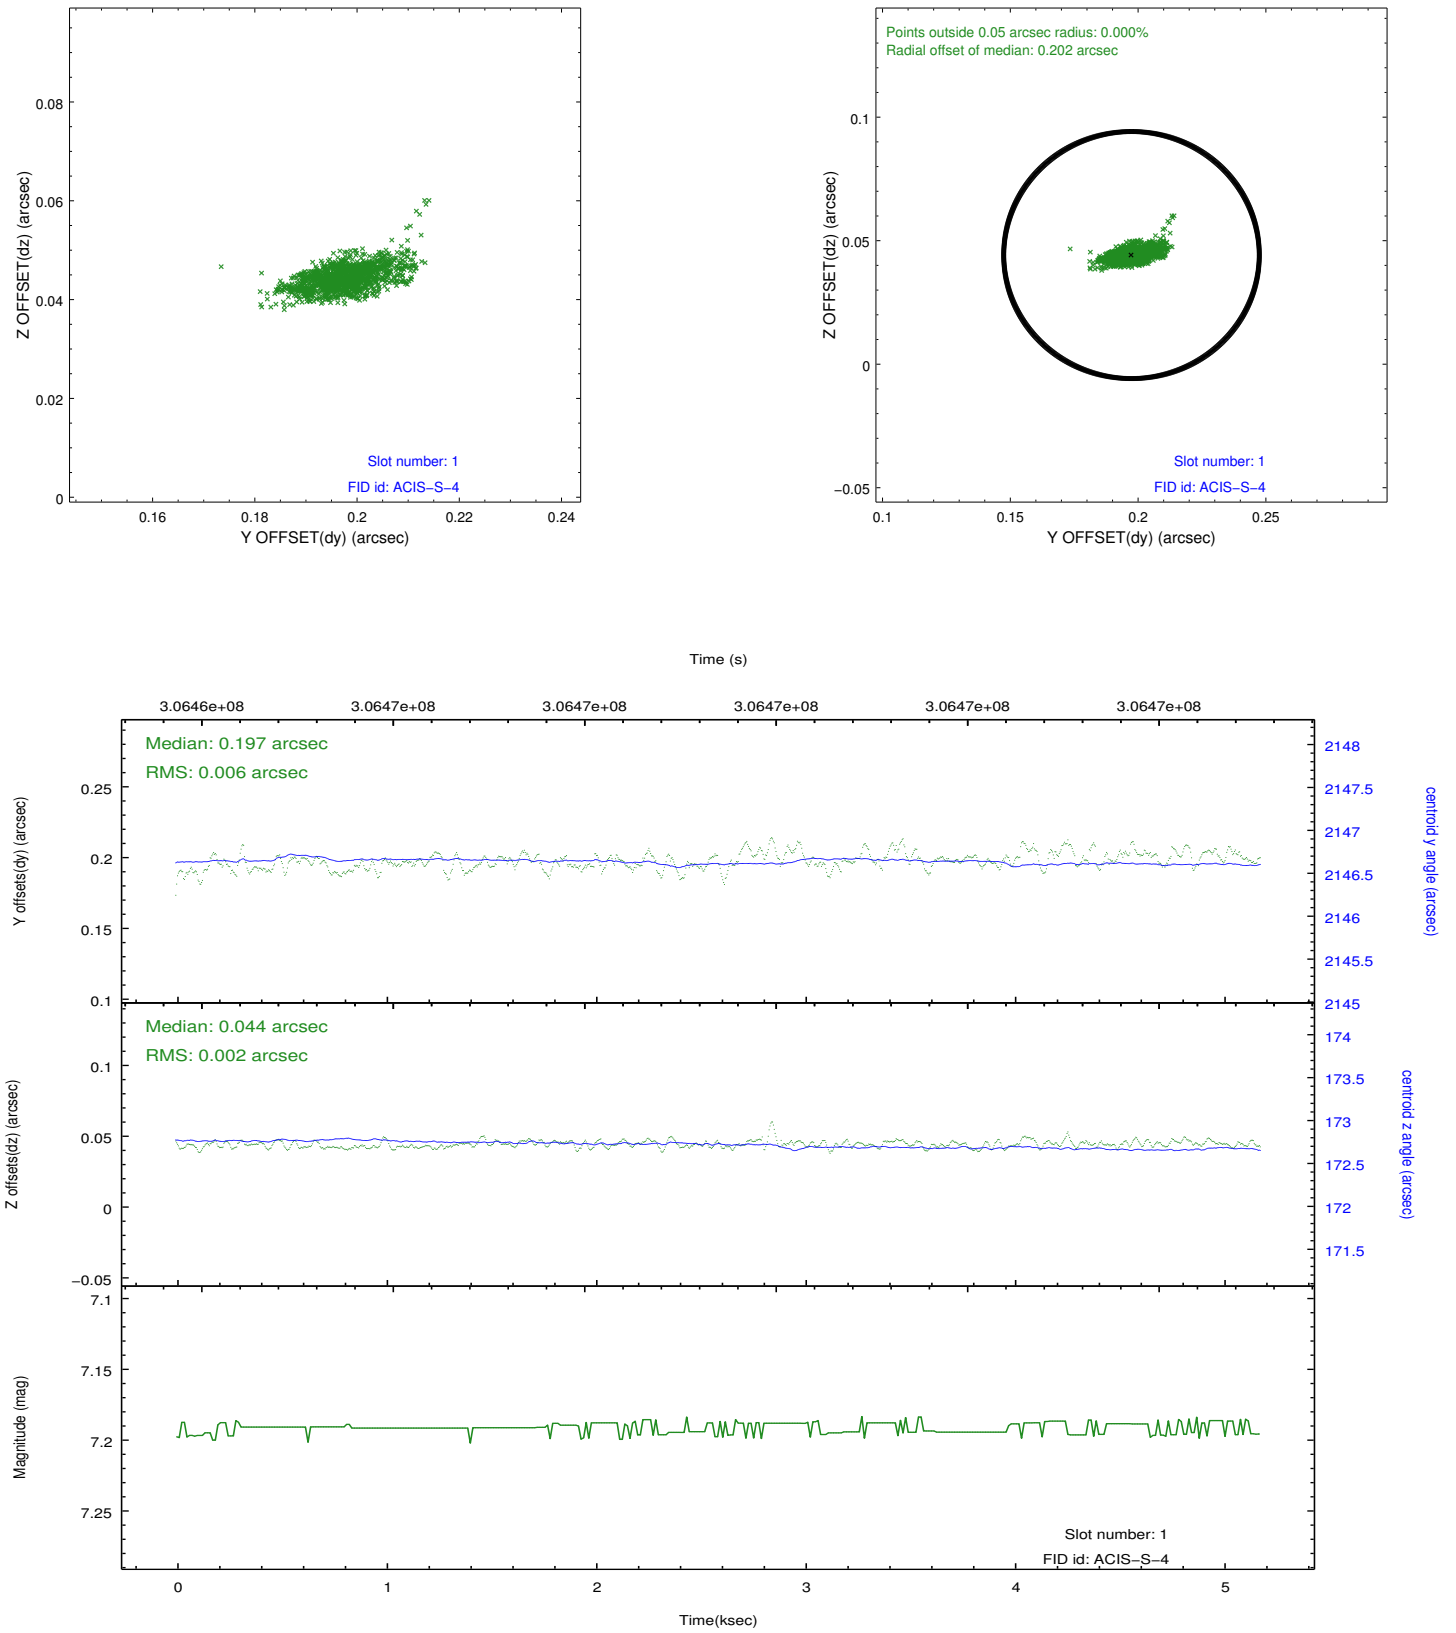 0.08
0.06
0.04
0.02
0
Z OFFSET(dz) (arcsec)
Slot number: 1
FID id: ACIS−S−4
0.16
0.18
0.2
0.22
0.24
Y OFFSET(dy) (arcsec)
Points outside 0.05 arcsec radius: 0.000%
Radial offset of median: 0.202 arcsec
0.1
0.05
0
−0.05
Z OFFSET(dz) (arcsec)
Slot number: 1
FID id: ACIS−S−4
0.1
0.15
0.2
0.25
Y OFFSET(dy) (arcsec)
Time (s)
3.0646e+08
3.0647e+08
3.0647e+08
3.0647e+08
3.0647e+08
3.0647e+08
Median: 0.197 arcsec
RMS: 0.006 arcsec
0.25
0.2
0.15
0.1
Y offsets(dy) (arcsec)
2148
2147.5
2147
2146.5
2146
2145.5
2145
centroid y angle (arcsec)
Median: 0.044 arcsec
RMS: 0.002 arcsec
0.1
0.05
0
−0.05
Z offsets(dz) (arcsec)
174
173.5
173
172.5
172
171.5
centroid z angle (arcsec)
7.1
7.15
7.2
7.25
Magnitude (mag)
Slot number: 1
FID id: ACIS−S−4
0
1
2
3
4
5
Time(ksec)